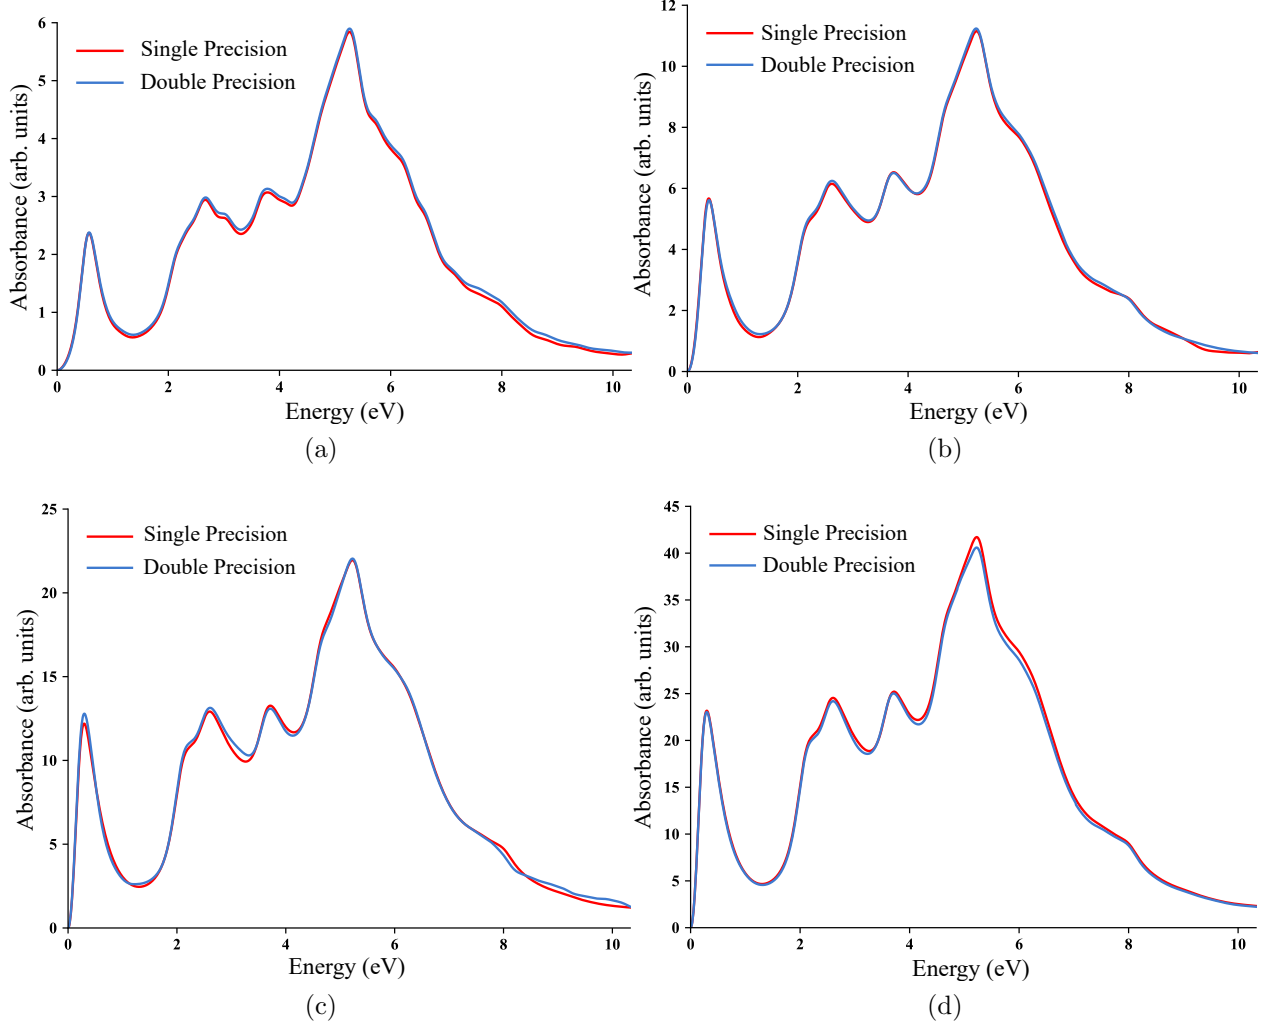 Single Precision
Double Precision
Absorbance (arb. units)
6
5
4
3
2
1
0
0 2 4 6 8 10
Energy (eV)
(a)
Single Precision
Double Precision
Absorbance (arb. units)
12
10
8
6
4
2
0
0 2 4 6 8 10
Energy (eV)
(b)
Single Precision
Double Precision
Absorbance (arb. units)
25
20
15
10
5
0
0 2 4 6 8 10
Energy (eV)
(c)
Single Precision
Double Precision
Absorbance (arb. units)
45
40
35
30
25
20
15
10
5
0
0 2 4 6 8 10
Energy (eV)
(d)